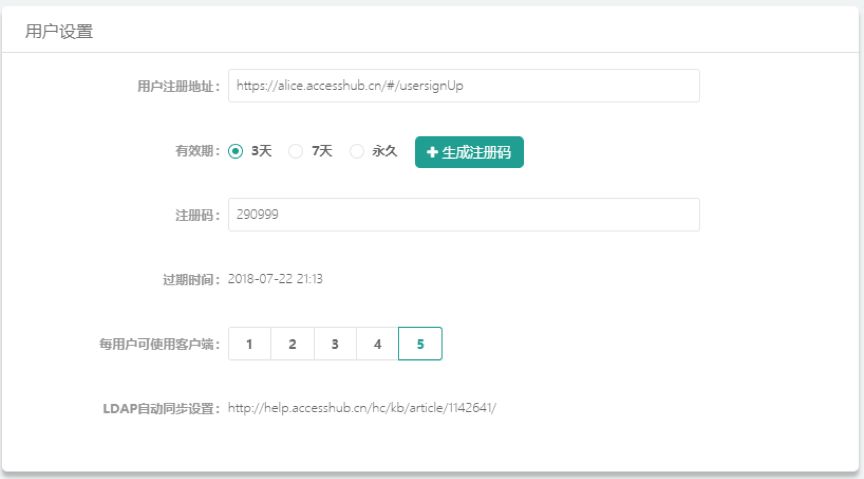 用户设置
用户注册地址： https://alice.accesshub.cn/#/usersignUp
有效期： 3天 7天 永久 生成注册码
注册码： 290999
过期时间： 2018-07-22 21:13
每用户可使用客户端： 1 2 3 4 5
LDAP自动同步设置： http://help.accesshub.cn/hc/kb/article/1142641/